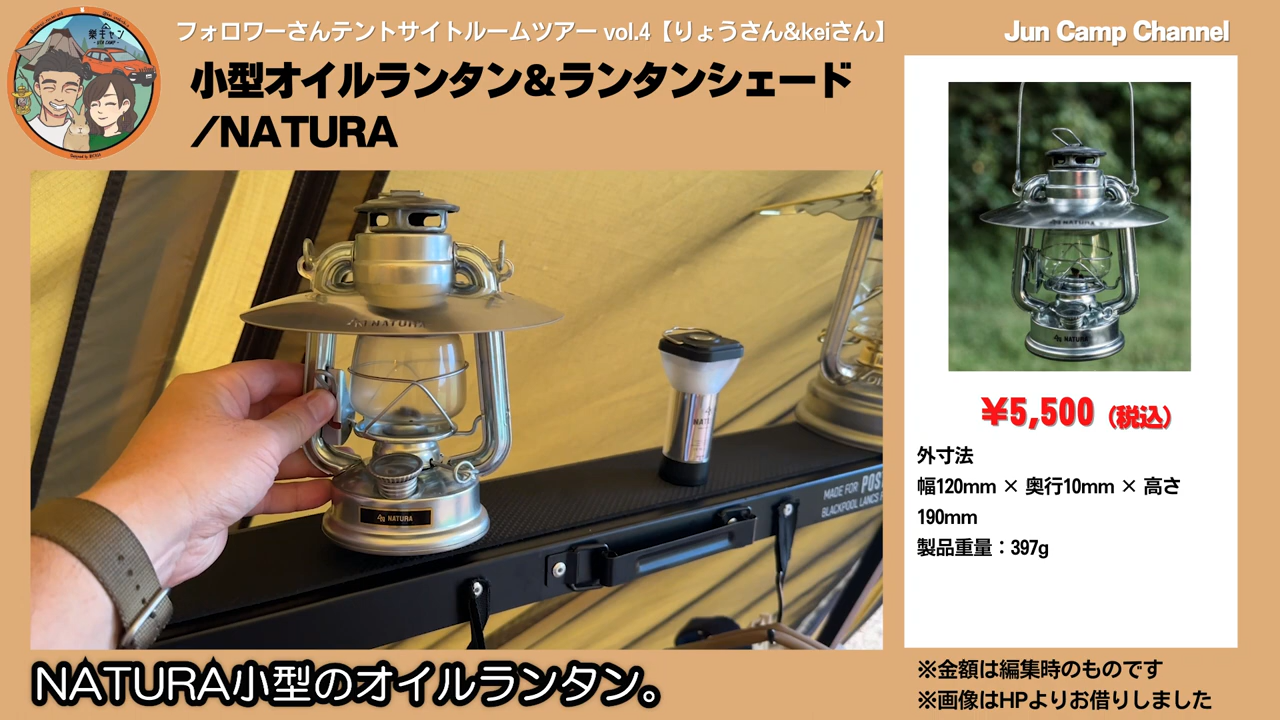 フォロワーさんテントサイトルームツアー vol.4【りょうさん&keiさん】
Jun Camp Channel
楽キャン
小型オイルランタン&ランタンシェード
/NATURA
NATURA
NATURA
MADE FOR POST
BLACKPOOL LANCS
NATURA
NATURA
¥5,500（税込）
外寸法
幅120mm × 奥行10mm × 高さ
190mm
製品重量：397g
NATURA小型のオイルランタン。
※金額は編集時のものです
※画像はHPよりお借りしました